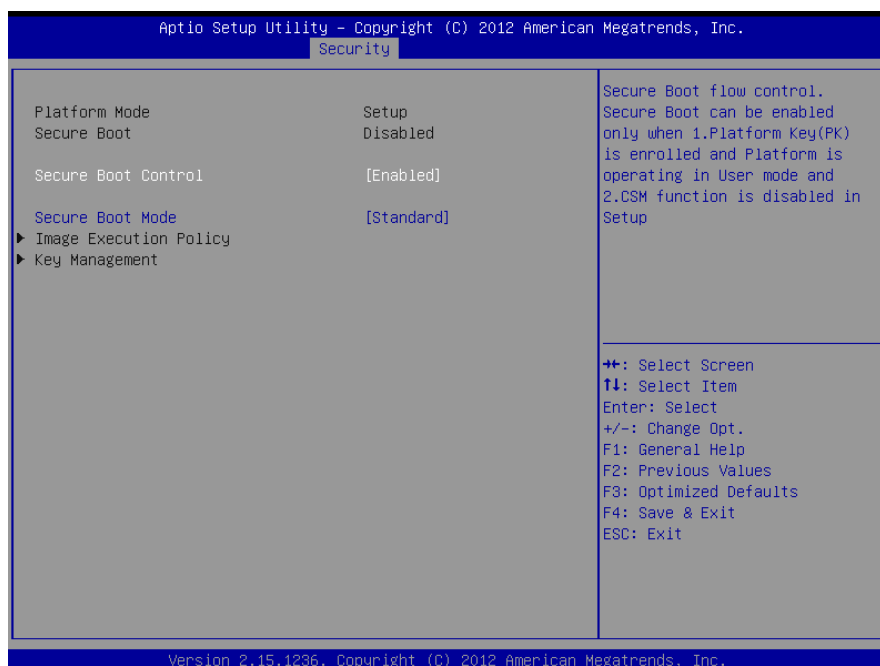 Aptio Setup Utility – Copyright (C) 2012 American Megatrends, Inc.
Security
Platform Mode Setup
Secure Boot Disabled
Secure Boot Control [Enabled]
Secure Boot Mode [Standard]
▶ Image Execution Policy
▶ Key Management
Secure Boot flow control.
Secure Boot can be enabled
only when 1.Platform Key(PK)
is enrolled and Platform is
operating in User mode and
2.CSM function is disabled in
Setup
→←: Select Screen
↑↓: Select Item
Enter: Select
+/-: Change Opt.
F1: General Help
F2: Previous Values
F3: Optimized Defaults
F4: Save & Exit
ESC: Exit
Version 2.15.1236. Copyright (C) 2012 American Megatrends, Inc.